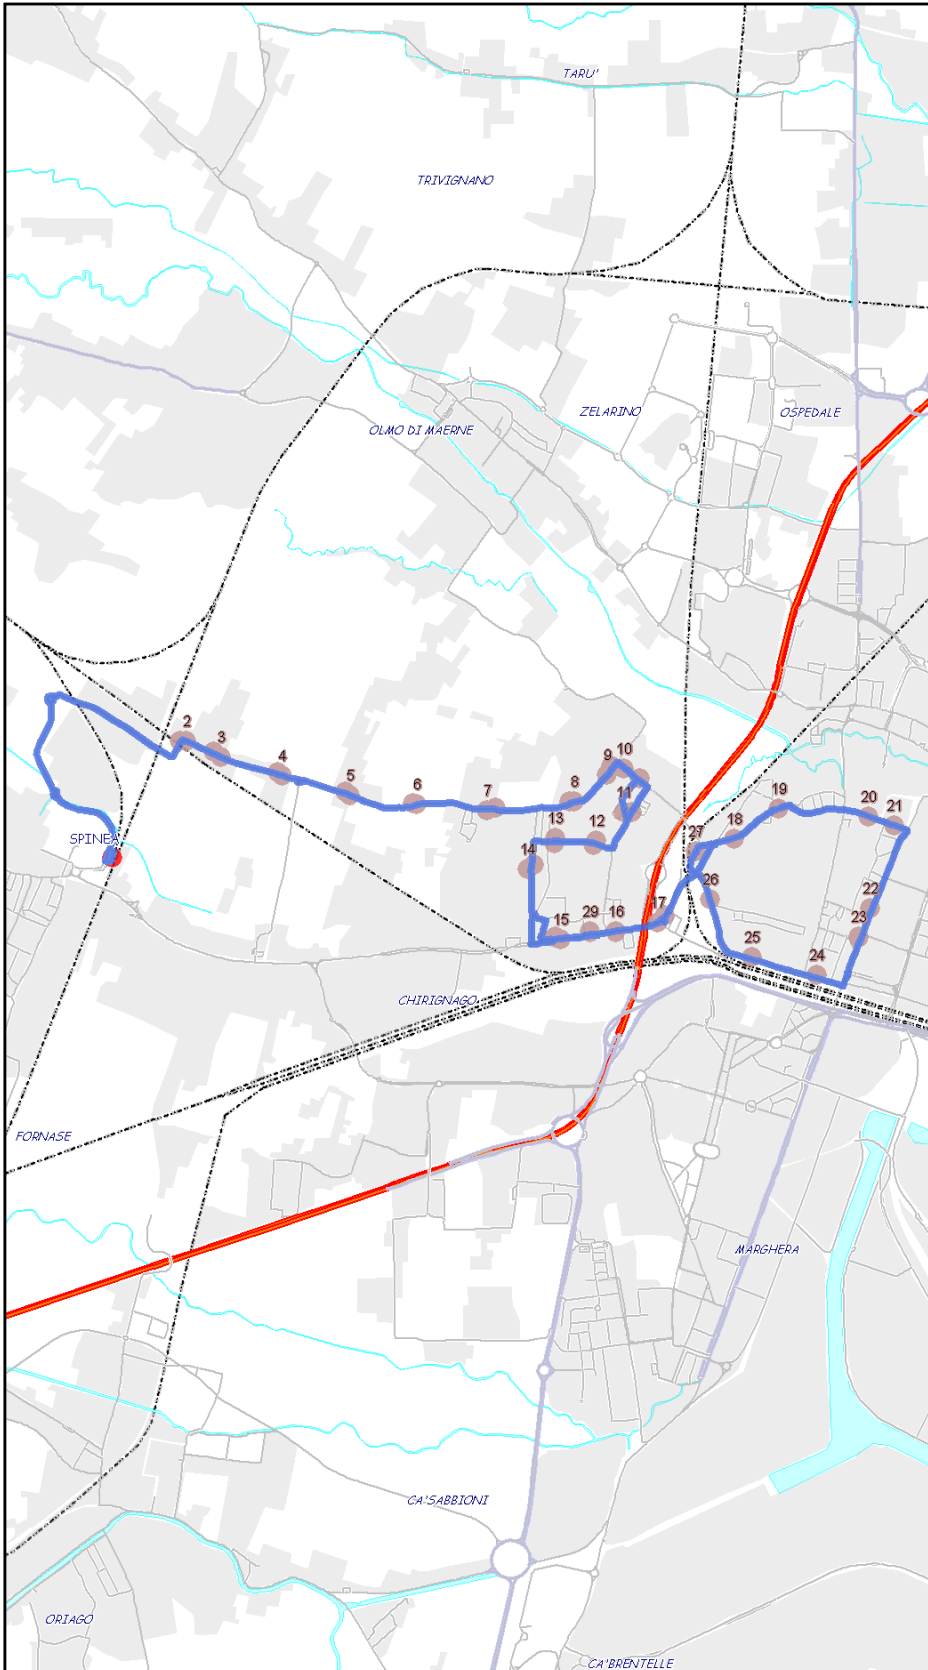 TARU'
TRIVIGNANO
ZELARINO
OSPEDALE
OLMO DI MAERNE
2
3
4
5
6
7
8
9
10
11
12
13
14
15
29
16
17
27
18
19
20
21
26
22
23
25
24
SPINEA
CHIRIGNAGO
FORNASE
MARGHERA
CA'SABBIONI
ORIAGO
CA'BRENTELLE